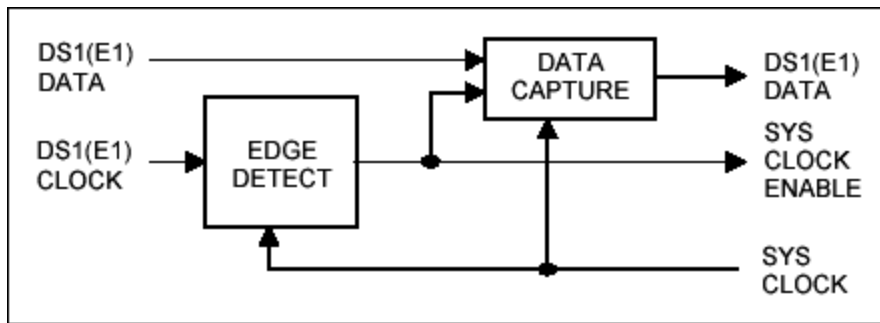 DS1(E1)
DATA
DATA
CAPTURE
DS1(E1)
DATA
DS1(E1)
CLOCK
EDGE
DETECT
SYS
CLOCK
ENABLE
SYS
CLOCK